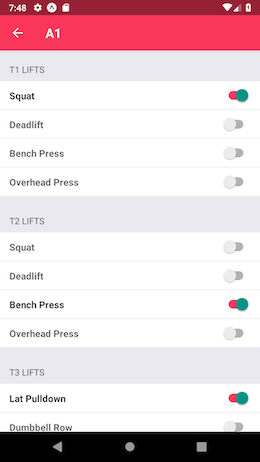 7:48
A1
T1 LIFTS
Squat
Deadlift
Bench Press
Overhead Press
T2 LIFTS
Squat
Deadlift
Bench Press
Overhead Press
T3 LIFTS
Lat Pulldown
Dumbbell Row